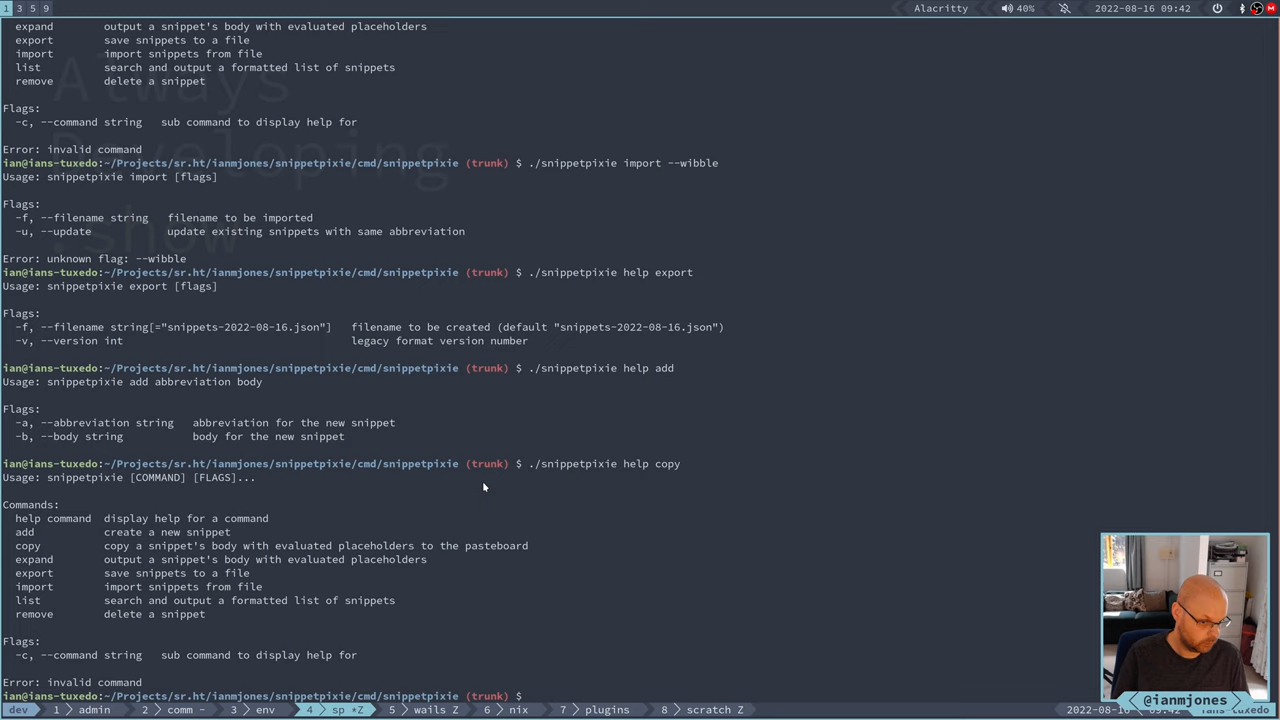 1 3 5 9
Alacritty
40%
2022-08-16 09:42
expand output a snippet's body with evaluated placeholders
export save snippets to a file
import import snippets from file
list search and output a formatted list of snippets
remove delete a snippet
Always
Developing
.show
Flags:
-c, --command string sub command to display help for
Error: invalid command
ian@ians-tuxedo:~/Projects/sr.ht/ianmjones/snippetpixie/cmd/snippetpixie (trunk) $ ./snippetpixie import --wibble
Usage: snippetpixie import [flags]
Flags:
-f, --filename string filename to be imported
-u, --update update existing snippets with same abbreviation
Error: unknown flag: --wibble
ian@ians-tuxedo:~/Projects/sr.ht/ianmjones/snippetpixie/cmd/snippetpixie (trunk) $ ./snippetpixie help export
Usage: snippetpixie export [flags]
Flags:
-f, --filename string[="snippets-2022-08-16.json"] filename to be created (default "snippets-2022-08-16.json")
-v, --version int legacy format version number
ian@ians-tuxedo:~/Projects/sr.ht/ianmjones/snippetpixie/cmd/snippetpixie (trunk) $ ./snippetpixie help add
Usage: snippetpixie add abbreviation body
Flags:
-a, --abbreviation string abbreviation for the new snippet
-b, --body string body for the new snippet
ian@ians-tuxedo:~/Projects/sr.ht/ianmjones/snippetpixie/cmd/snippetpixie (trunk) $ ./snippetpixie help copy
Usage: snippetpixie [COMMAND] [FLAGS]...
Commands:
help command display help for a command
add create a new snippet
copy copy a snippet's body with evaluated placeholders to the pasteboard
expand output a snippet's body with evaluated placeholders
export save snippets to a file
import import snippets from file
list search and output a formatted list of snippets
remove delete a snippet
Flags:
-c, --command string sub command to display help for
Error: invalid command
ian@ians-tuxedo:~/Projects/sr.ht/ianmjones/snippetpixie/cmd/snippetpixie (trunk) $
@ianmjones
dev 1 admin 2 comm - 3 env 4 sp *Z 5 wails Z 6 nix 7 plugins 8 scratch Z